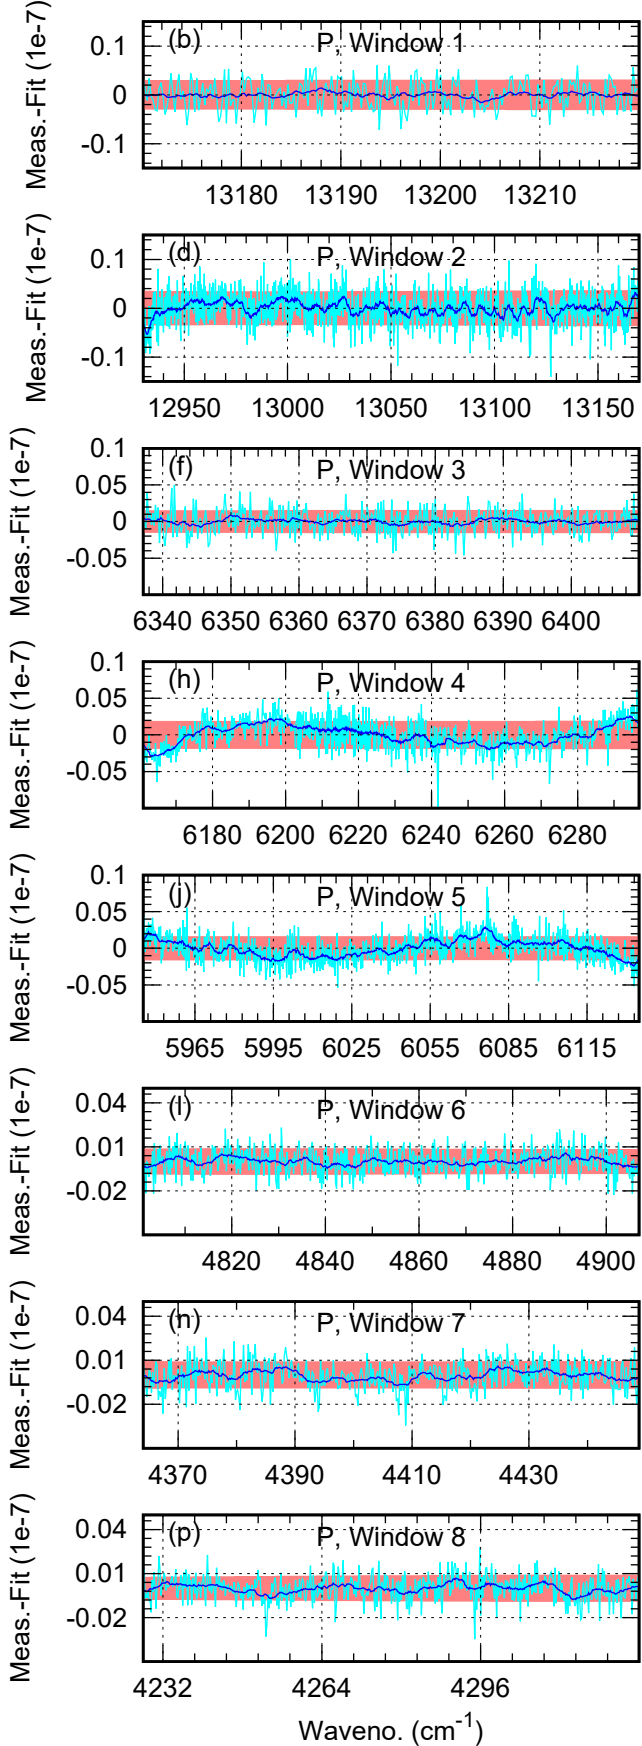 (b) P, Window 1
Meas.-Fit (1e-7)
0.1
0
-0.1
13180 13190 13200 13210
(d) P, Window 2
Meas.-Fit (1e-7)
0.1
0
-0.1
12950 13000 13050 13100 13150
(f) P, Window 3
Meas.-Fit (1e-7)
0.1
0.05
0
-0.05
6340 6350 6360 6370 6380 6390 6400
(h) P, Window 4
Meas.-Fit (1e-7)
0.1
0.05
0
-0.05
6180 6200 6220 6240 6260 6280
(j) P, Window 5
Meas.-Fit (1e-7)
0.1
0.05
0
-0.05
5965 5995 6025 6055 6085 6115
(l) P, Window 6
Meas.-Fit (1e-7)
0.04
0.01
-0.02
4820 4840 4860 4880 4900
(n) P, Window 7
Meas.-Fit (1e-7)
0.04
0.01
-0.02
4370 4390 4410 4430
(p) P, Window 8
Meas.-Fit (1e-7)
0.04
0.01
-0.02
4232 4264 4296
Waveno. (cm⁻¹)